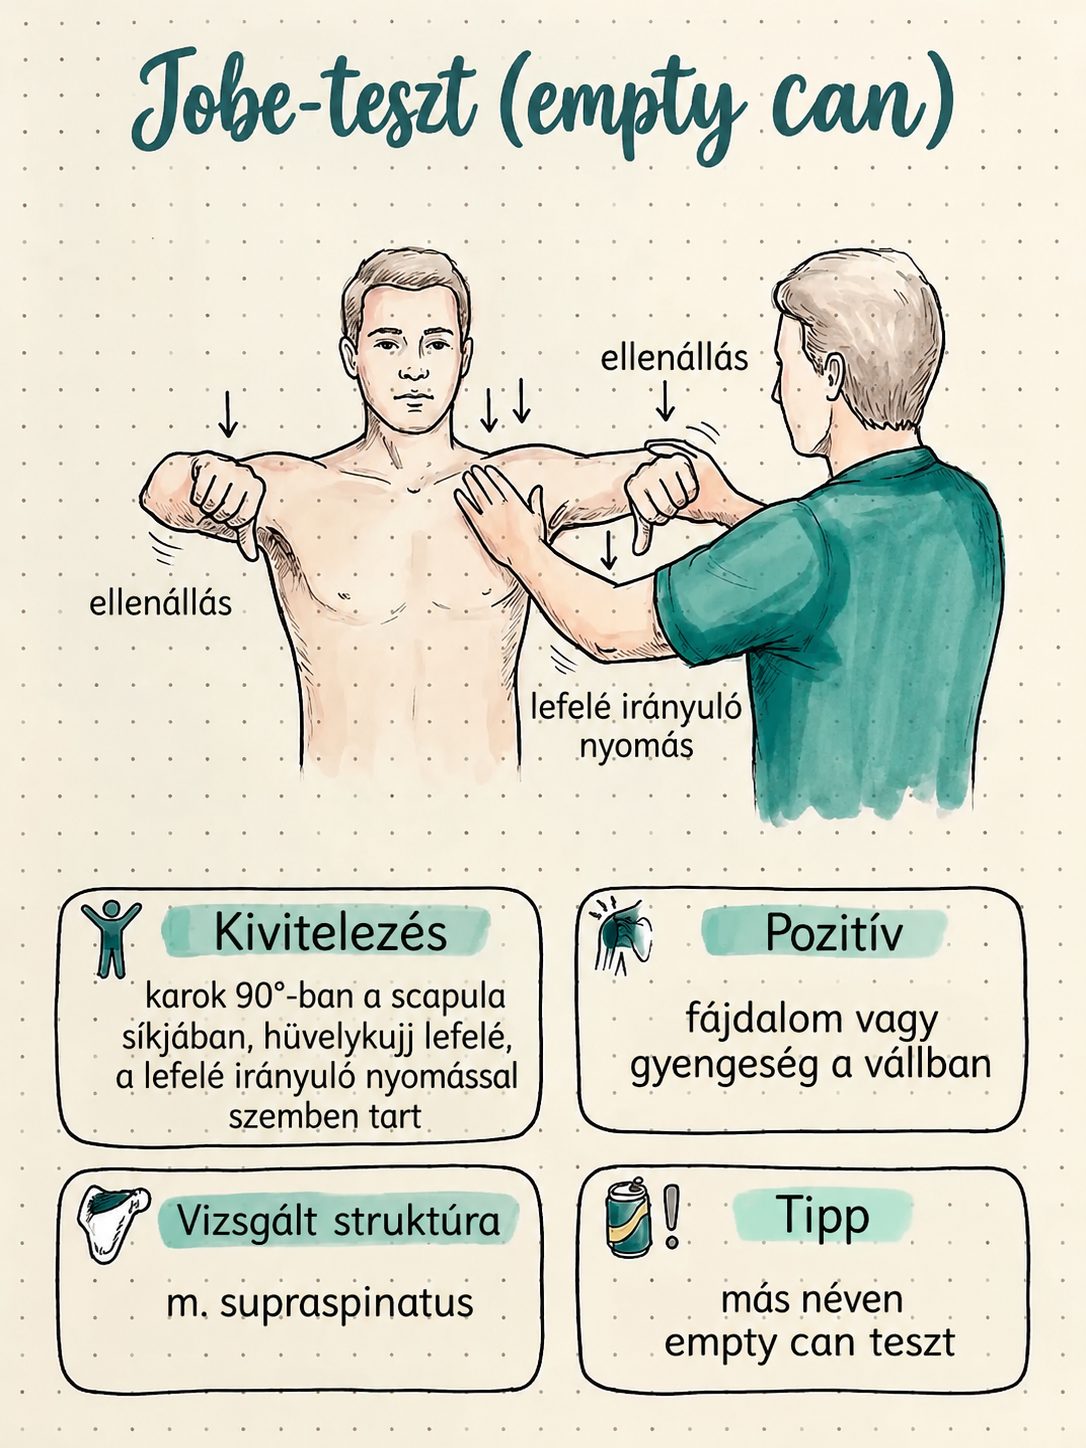 Jobe-teszt (empty can)
ellenállás
ellenállás
lefelé irányuló
nyomás
Kivitelezés
karok 90°-ban a scapula
síkjában, hüvelykujj lefelé,
a lefelé irányuló nyomással
szemben tart
Pozitív
fájdalom vagy
gyengeség a vállban
Vizsgált struktúra
m. supraspinatus
Tipp
más néven
empty can teszt